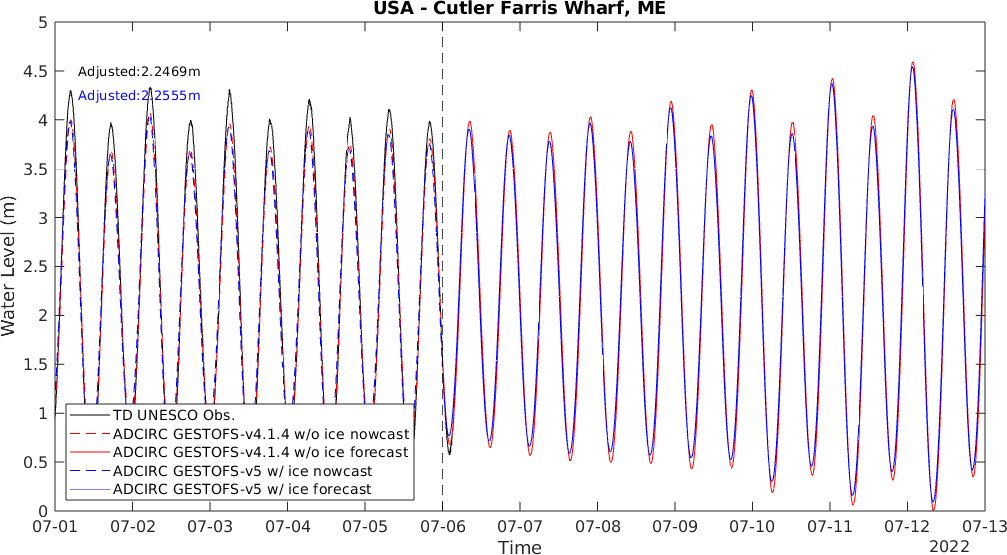 USA - Cutler Farris Wharf, ME
5
4.5
4
3.5
3
2.5
2
1.5
1
0.5
0
Water Level (m)
Adjusted:2.2469m
Adjusted:2.2555m
TD UNESCO Obs.
ADCIRC GESTOFS-v4.1.4 w/o ice nowcast
ADCIRC GESTOFS-v4.1.4 w/o ice forecast
ADCIRC GESTOFS-v5 w/ ice nowcast
ADCIRC GESTOFS-v5 w/ ice forecast
07-01 07-02 07-03 07-04 07-05 07-06 07-07 07-08 07-09 07-10 07-11 07-12 07-13
Time
2022